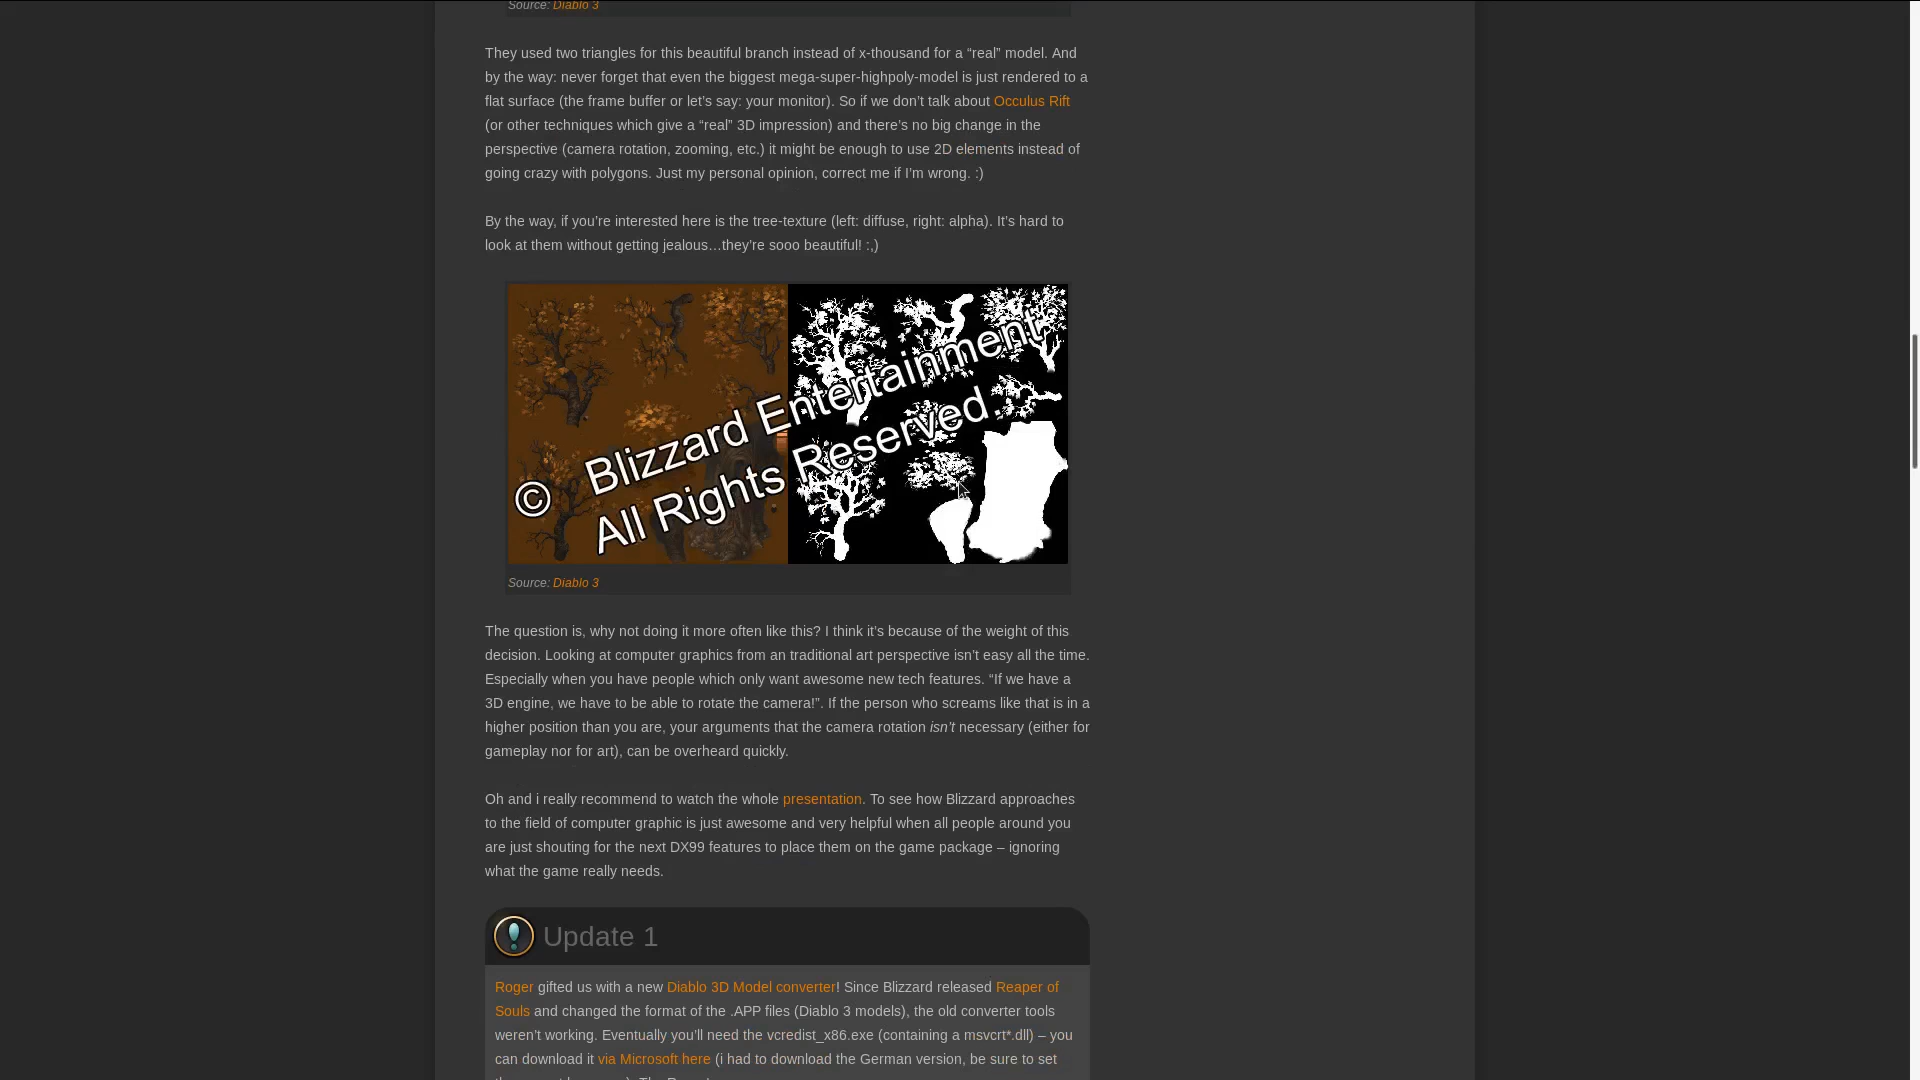 Source: Diablo 3
They used two triangles for this beautiful branch instead of x-thousand for a “real” model. And
by the way: never forget that even the biggest mega-super-highpoly-model is just rendered to a
flat surface (the frame buffer or let’s say: your monitor). So if we don’t talk about Occulus Rift
(or other techniques which give a “real” 3D impression) and there’s no big change in the
perspective (camera rotation, zooming, etc.) it might be enough to use 2D elements instead of
going crazy with polygons. Just my personal opinion, correct me if I’m wrong. :)
By the way, if you’re interested here is the tree-texture (left: diffuse, right: alpha). It’s hard to
look at them without getting jealous…they’re sooo beautiful! :,)
© Blizzard Entertainment
All Rights Reserved.
Source: Diablo 3
The question is, why not doing it more often like this? I think it’s because of the weight of this
decision. Looking at computer graphics from an traditional art perspective isn’t easy all the time.
Especially when you have people which only want awesome new tech features. “If we have a
3D engine, we have to be able to rotate the camera!”. If the person who screams like that is in a
higher position than you are, your arguments that the camera rotation isn’t necessary (either for
gameplay nor for art), can be overheard quickly.
Oh and i really recommend to watch the whole presentation. To see how Blizzard approaches
to the field of computer graphic is just awesome and very helpful when all people around you
are just shouting for the next DX99 features to place them on the game package – ignoring
what the game really needs.
Update 1
Roger gifted us with a new Diablo 3D Model converter! Since Blizzard released Reaper of
Souls and changed the format of the .APP files (Diablo 3 models), the old converter tools
weren’t working. Eventually you’ll need the vcredist_x86.exe (containing a msvcrt*.dll) – you
can download it via Microsoft here (i had to download the German version, be sure to set